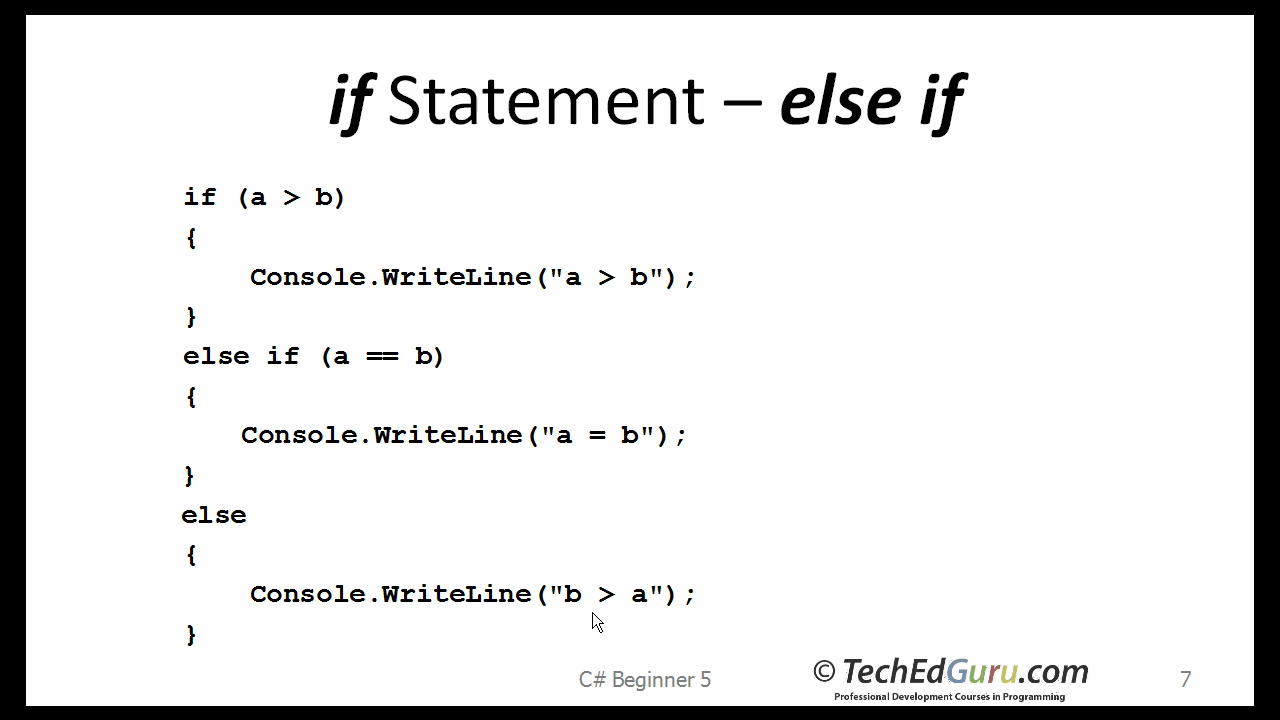 if Statement – else if
if (a > b)
{
    Console.WriteLine("a > b");
}
else if (a == b)
{
    Console.WriteLine("a = b");
}
else
{
    Console.WriteLine("b > a");
}
C# Beginner 5
© TechEdGuru.com
Professional Development Courses in Programming
7